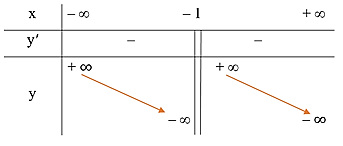 x − ∞ − 1 + ∞
y′ − −
+ ∞ + ∞
y
− ∞ − ∞